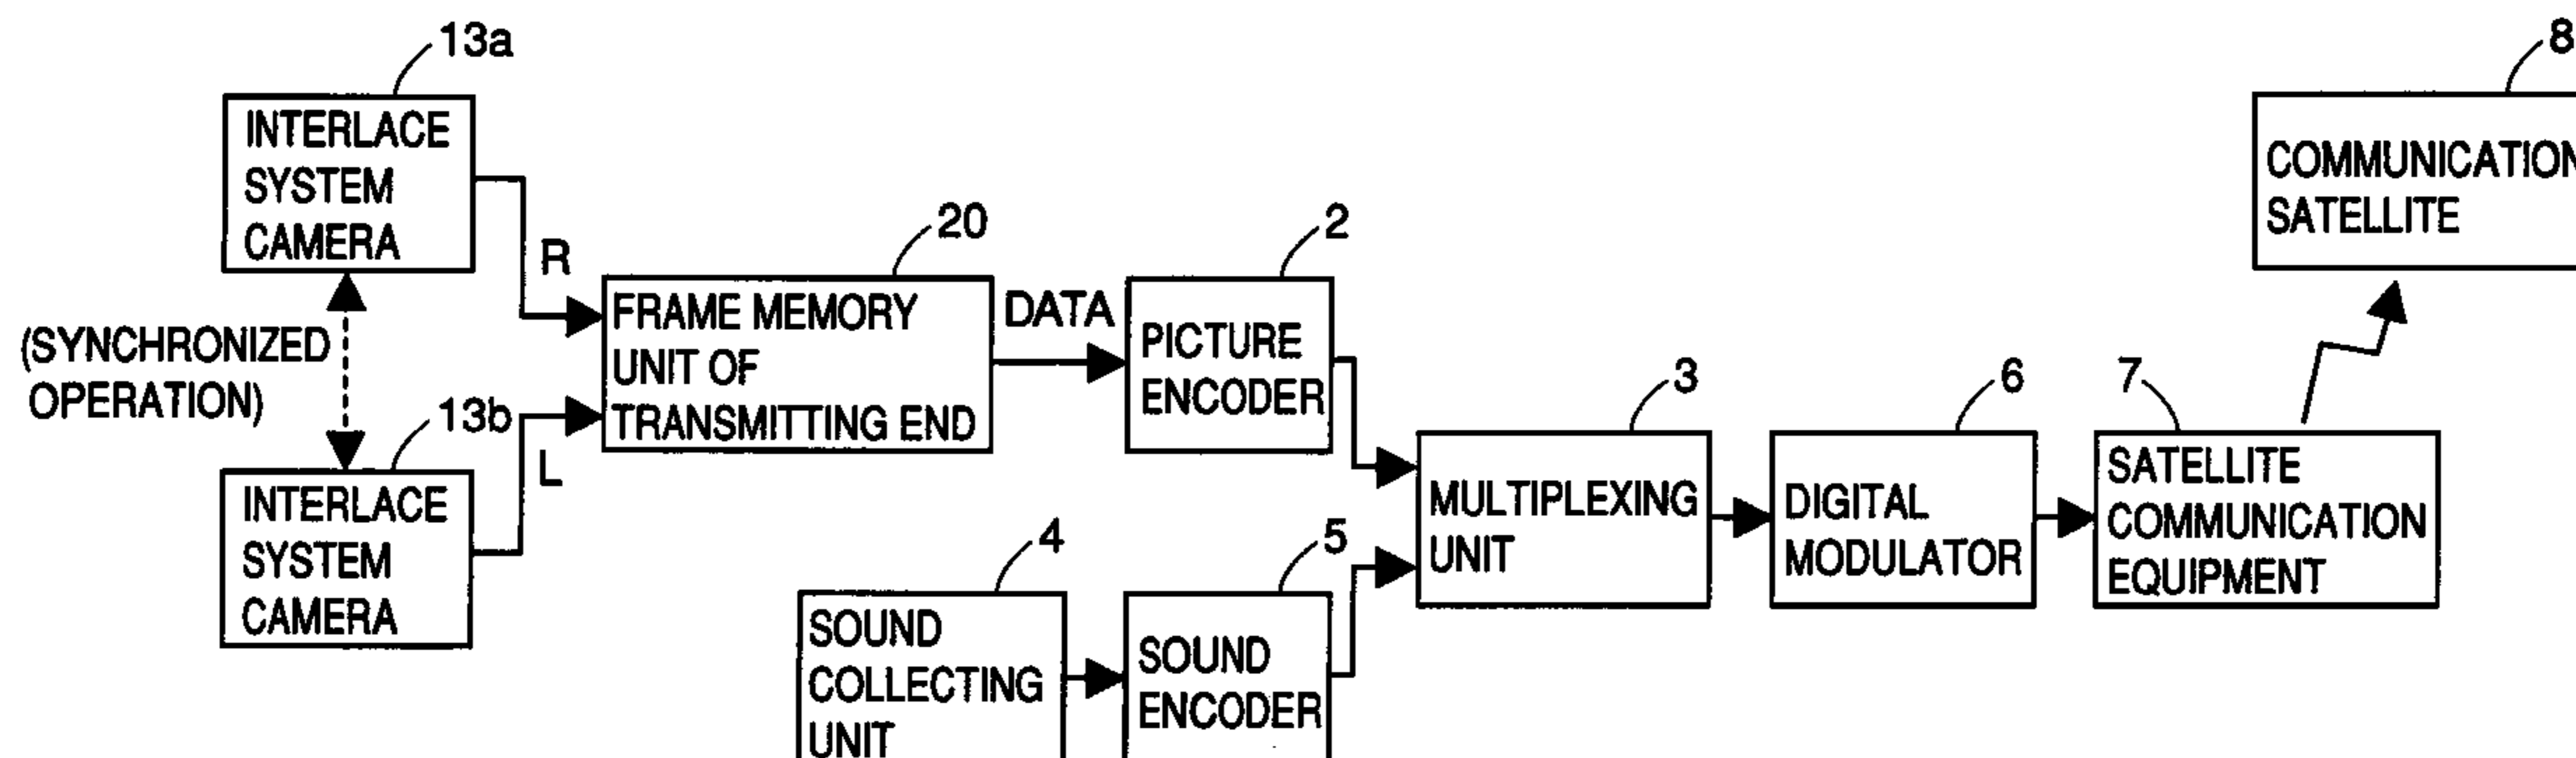 13a
INTERLACE
SYSTEM
CAMERA
(SYNCHRONIZED
OPERATION)
13b
INTERLACE
SYSTEM
CAMERA
R
L
20
FRAME MEMORY
UNIT OF
TRANSMITTING END
DATA
2
PICTURE
ENCODER
4
SOUND
COLLECTING
UNIT
5
SOUND
ENCODER
3
MULTIPLEXING
UNIT
6
DIGITAL
MODULATOR
7
SATELLITE
COMMUNICATION
EQUIPMENT
8
COMMUNICATION
SATELLITE